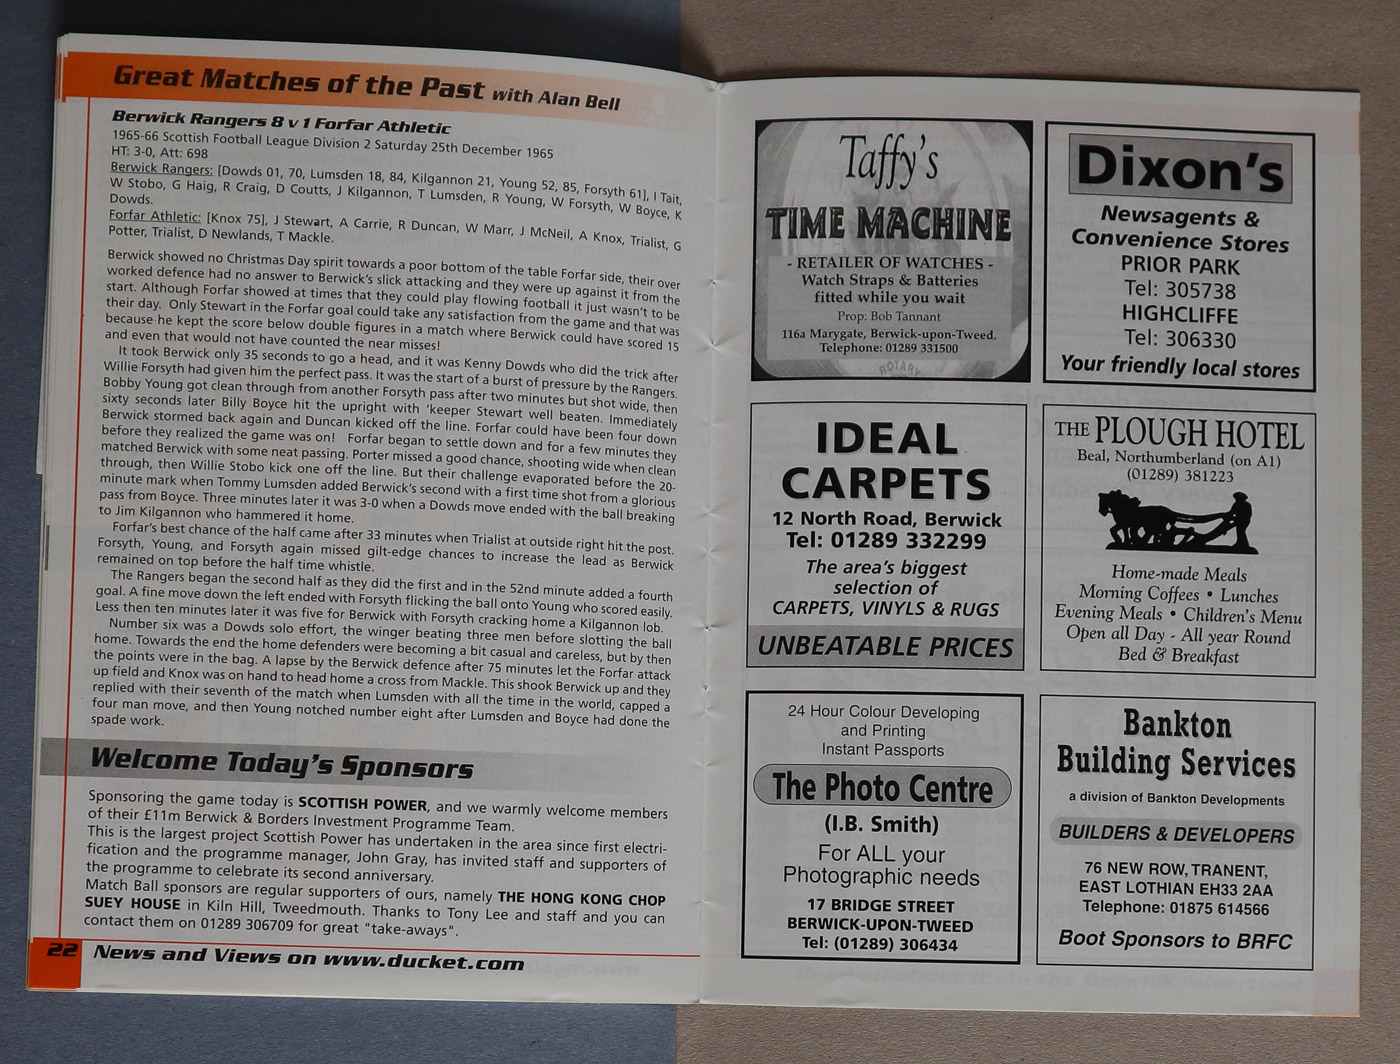 Great Matches of the Past with Alan Bell
Berwick Rangers 8 v 1 Forfar Athletic
1965-66 Scottish Football League Division 2 Saturday 25th December 1965
HT: 3-0, Att: 698
Berwick Rangers: [Dowds 01, 70, Lumsden 18, 84, Kilgannon 21, Young 52, 85, Forsyth 61], I Tait,
W Stobo, G Haig, R Craig, D Coutts, J Kilgannon, T Lumsden, R Young, W Forsyth, W Boyce, K
Dowds.
Forfar Athletic: [Knox 75], J Stewart, A Carrie, R Duncan, W Marr, J McNeil, A Knox, Trialist, G
Potter, Trialist, D Newlands, T Mackle.
Berwick showed no Christmas Day spirit towards a poor bottom of the table Forfar side, their over
worked defence had no answer to Berwick's slick attacking and they were up against it from the
start. Although Forfar showed at times that they could play flowing football it just wasn't to be
their day. Only Stewart in the Forfar goal could take any satisfaction from the game and that was
because he kept the score below double figures in a match where Berwick could have scored 15
and even that would not have counted the near misses!
It took Berwick only 35 seconds to go a head, and it was Kenny Dowds who did the trick after
Willie Forsyth had given him the perfect pass. It was the start of a burst of pressure by the Rangers.
Bobby Young got clean through from another Forsyth pass after two minutes but shot wide, then
sixty seconds later Billy Boyce hit the upright with 'keeper Stewart well beaten. Immediately
Berwick stormed back again and Duncan kicked off the line. Forfar could have been four down
before they realized the game was on! Forfar began to settle down and for a few minutes they
matched Berwick with some neat passing. Porter missed a good chance, shooting wide when clean
through, then Willie Stobo kick one off the line. But their challenge evaporated before the 20-
minute mark when Tommy Lumsden added Berwick's second with a first time shot from a glorious
pass from Boyce. Three minutes later it was 3-0 when a Dowds move ended with the ball breaking
to Jim Kilgannon who hammered it home.
Forfar's best chance of the half came after 33 minutes when Trialist at outside right hit the post.
Forsyth, Young, and Forsyth again missed gilt-edge chances to increase the lead as Berwick
remained on top before the half time whistle.
The Rangers began the second half as they did the first and in the 52nd minute added a fourth
goal. A fine move down the left ended with Forsyth flicking the ball onto Young who scored easily.
Less then ten minutes later it was five for Berwick with Forsyth cracking home a Kilgannon lob.
Number six was a Dowds solo effort, the winger beating three men before slotting the ball
home. Towards the end the home defenders were becoming a bit casual and careless, but by then
the points were in the bag. A lapse by the Berwick defence after 75 minutes let the Forfar attack
up field and Knox was on hand to head home a cross from Mackle. This shook Berwick up and they
replied with their seventh of the match when Lumsden with all the time in the world, capped a
four man move, and then Young notched number eight after Lumsden and Boyce had done the
spade work.
Welcome Today's Sponsors
Sponsoring the game today is SCOTTISH POWER, and we warmly welcome members
of their £11m Berwick & Borders Investment Programme Team.
This is the largest project Scottish Power has undertaken in the area since first electri-
fication and the programme manager, John Gray, has invited staff and supporters of
the programme to celebrate its second anniversary.
Match Ball sponsors are regular supporters of ours, namely THE HONG KONG CHOP
SUEY HOUSE in Kiln Hill, Tweedmouth. Thanks to Tony Lee and staff and you can
contact them on 01289 306709 for great "take-aways".
22 News and Views on www.ducket.com
Taffy's
TIME MACHINE
- RETAILER OF WATCHES -
Watch Straps & Batteries
fitted while you wait
Prop: Bob Tannant
116a Marygate, Berwick-upon-Tweed.
Telephone: 01289 331500
ROTARY
Dixon's
Newsagents &
Convenience Stores
PRIOR PARK
Tel: 305738
HIGHCLIFFE
Tel: 306330
Your friendly local stores
IDEAL
CARPETS
12 North Road, Berwick
Tel: 01289 332299
The area's biggest
selection of
CARPETS, VINYLS & RUGS
UNBEATABLE PRICES
THE PLOUGH HOTEL
Beal, Northumberland (on A1)
(01289) 381223
Home-made Meals
Morning Coffees • Lunches
Evening Meals • Children's Menu
Open all Day - All year Round
Bed & Breakfast
24 Hour Colour Developing
and Printing
Instant Passports
The Photo Centre
(I.B. Smith)
For ALL your
Photographic needs
17 BRIDGE STREET
BERWICK-UPON-TWEED
Tel: (01289) 306434
Bankton
Building Services
a division of Bankton Developments
BUILDERS & DEVELOPERS
76 NEW ROW, TRANENT,
EAST LOTHIAN EH33 2AA
Telephone: 01875 614566
Boot Sponsors to BRFC